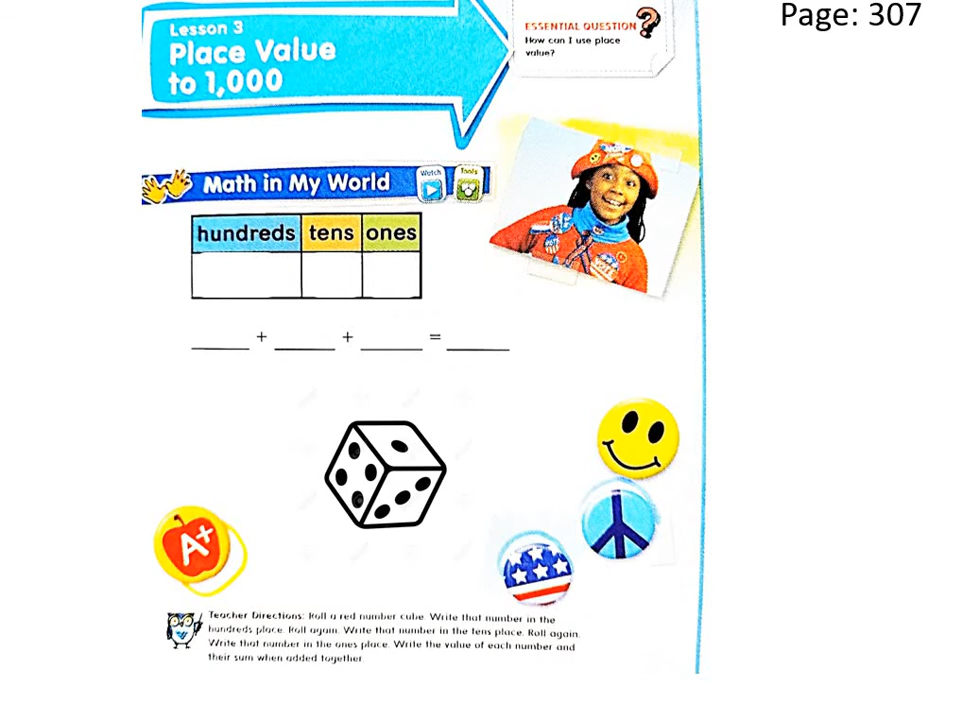 Page: 307
Lesson 3
Place Value
to 1,000
ESSENTIAL QUESTION
How can I use place
value?
Math in My World
Watch
Tools
hundreds tens ones
+ + =
A+
VOTE
Teacher Directions: Roll a red number cube. Write that number in the
hundreds place. Roll again. Write that number in the tens place. Roll again.
Write that number in the ones place. Write the value of each number and
their sum when added together